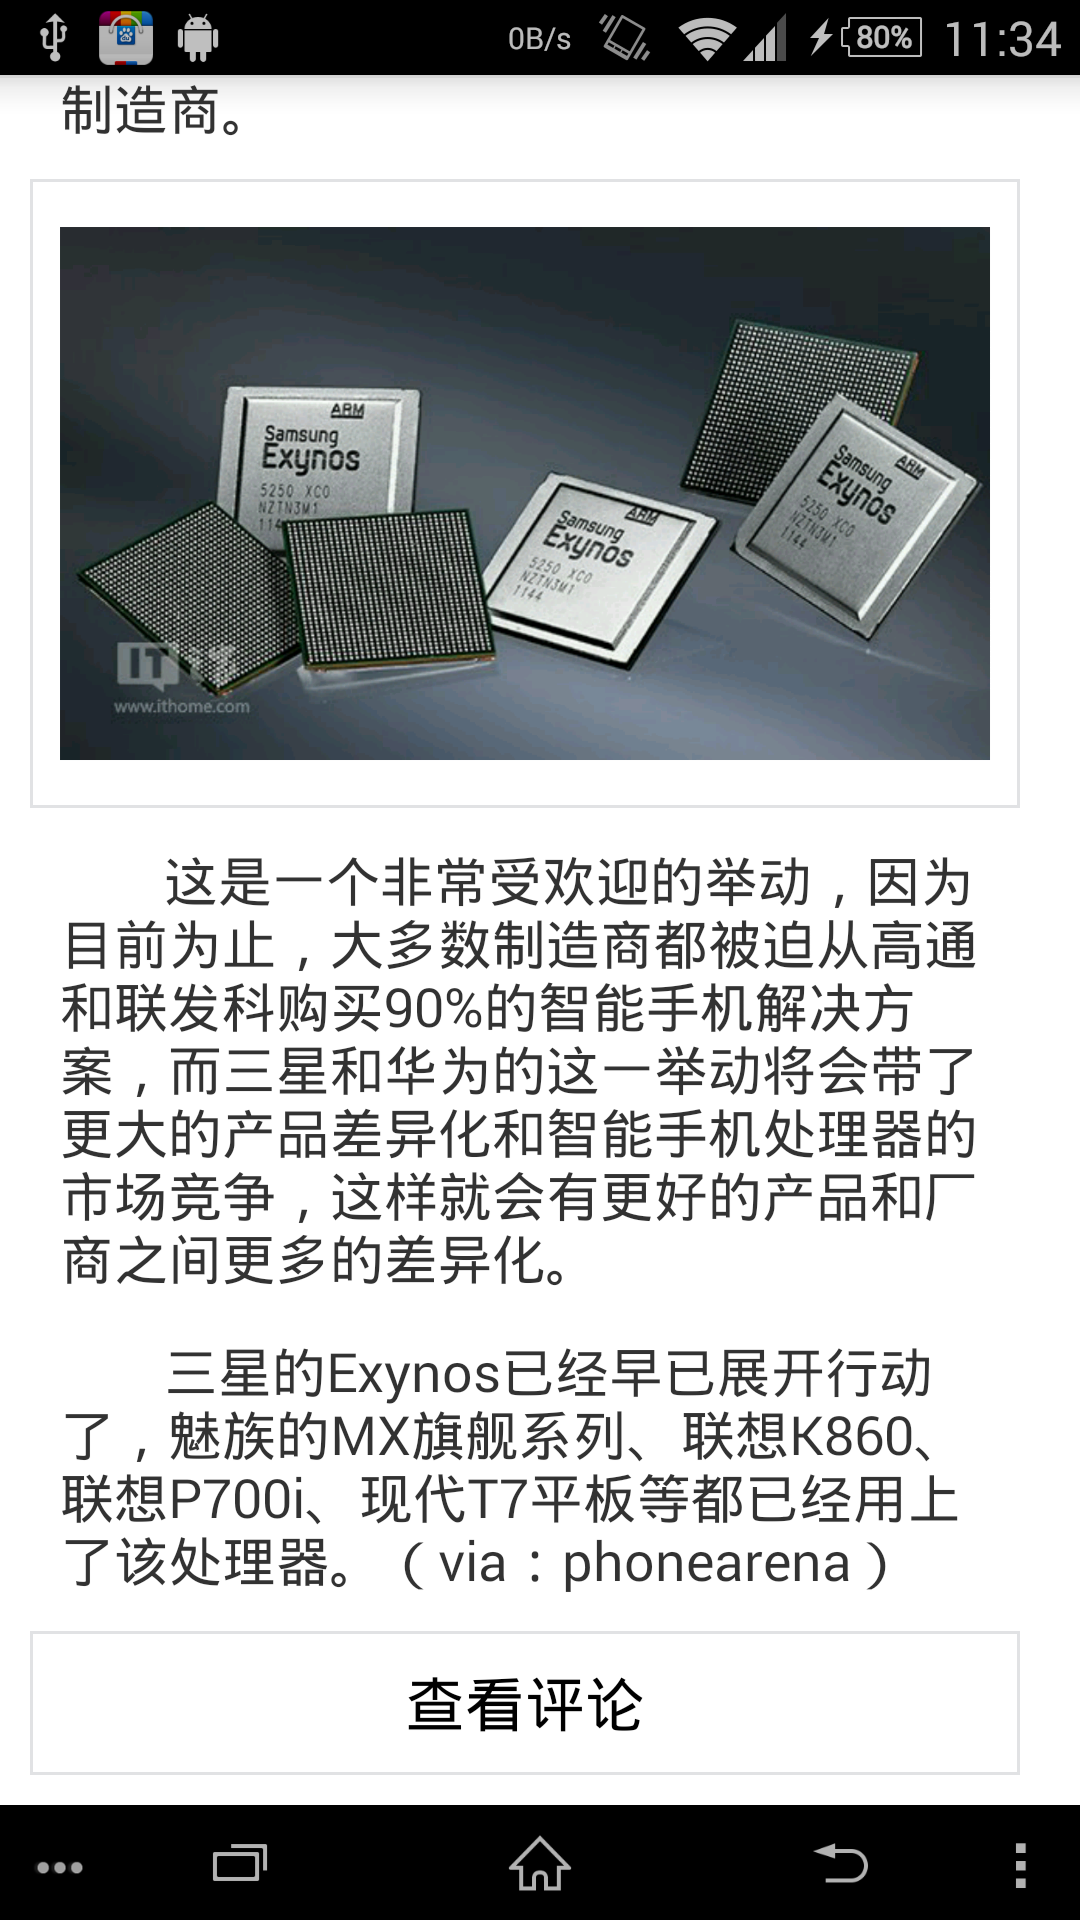 0B/s 80% 11:34
制造商。
ARM
Samsung
Exynos
5250 XC0
NZTN3M1
114
ARM
Samsung
Exynos
5250 XC0
NZTN3M1
1144
ARM
Samsung
Exynos
5250 XC0
NZTN3M1
1144
IT
www.ithome.com
这是一个非常受欢迎的举动，因为
目前为止，大多数制造商都被迫从高通
和联发科购买90%的智能手机解决方
案，而三星和华为的这一举动将会带了
更大的产品差异化和智能手机处理器的
市场竞争，这样就会有更好的产品和厂
商之间更多的差异化。
三星的Exynos已经早已展开行动
了，魅族的MX旗舰系列、联想K860、
联想P700i、现代T7平板等都已经用上
了该处理器。（via：phonearena）
查看评论